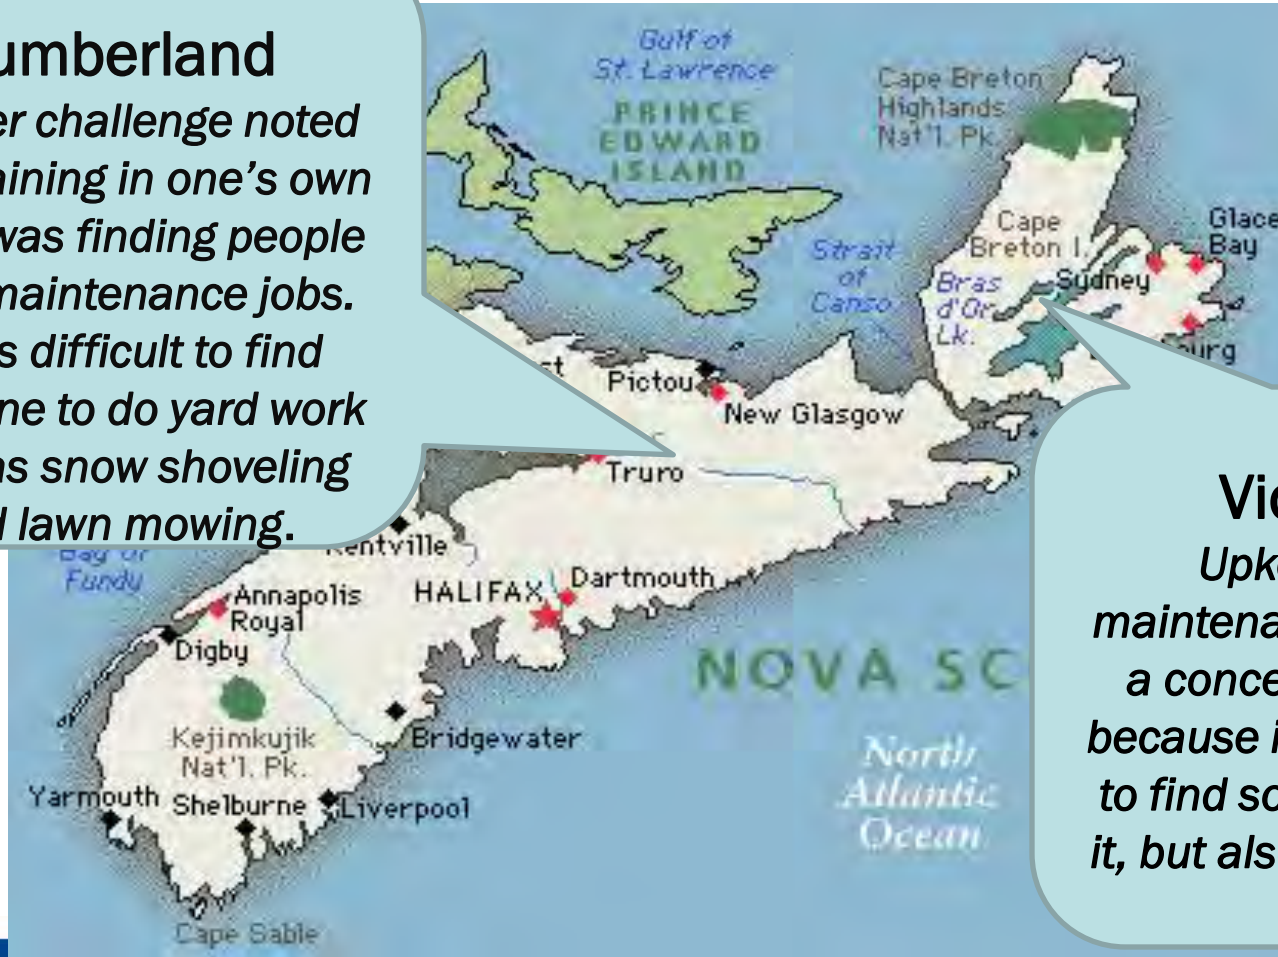 umberland
er challenge noted
aining in one’s own
was finding people
maintenance jobs.
s difficult to find
ne to do yard work
as snow shoveling
d lawn mowing.
Gulf of
St. Lawrence
PRINCE
EDWARD
ISLAND
Cape Breton
Highlands
Nat'l. Pk.
Cape
Breton I.
Glace
Bay
Sydney
Strait
of
Canso
Bras
d'Or
Lk.
urg
st
Pictou
New Glasgow
Truro
Bay of
Fundy
Kentville
HALIFAX
Dartmouth
Annapolis
Royal
Digby
NOVA SC
Kejimkujik
Nat'l. Pk.
Bridgewater
Yarmouth
Shelburne
Liverpool
North
Atlantic
Ocean
Cape Sable
Vic
Upke
maintena
a conce
because i
to find so
it, but als